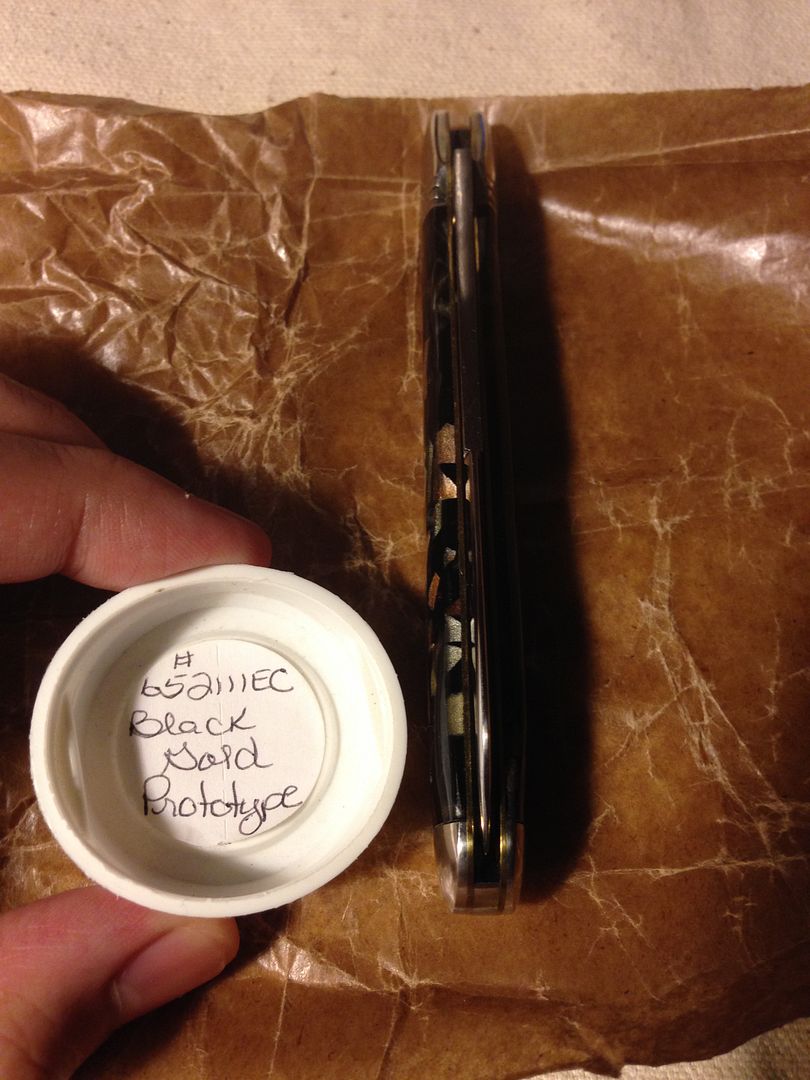 #
652111EC
Black
Gold
Prototype